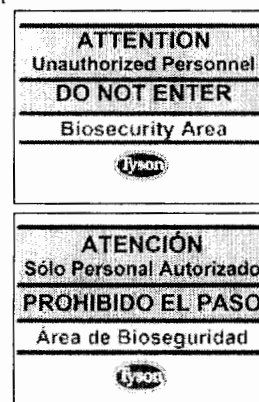 ATTENTION
Unauthorized Personnel
DO NOT ENTER
Biosecurity Area
Tyson
ATENCIÓN
Sólo Personal Autorizado
PROHIBIDO EL PASO
Área de Bioseguridad
Tyson